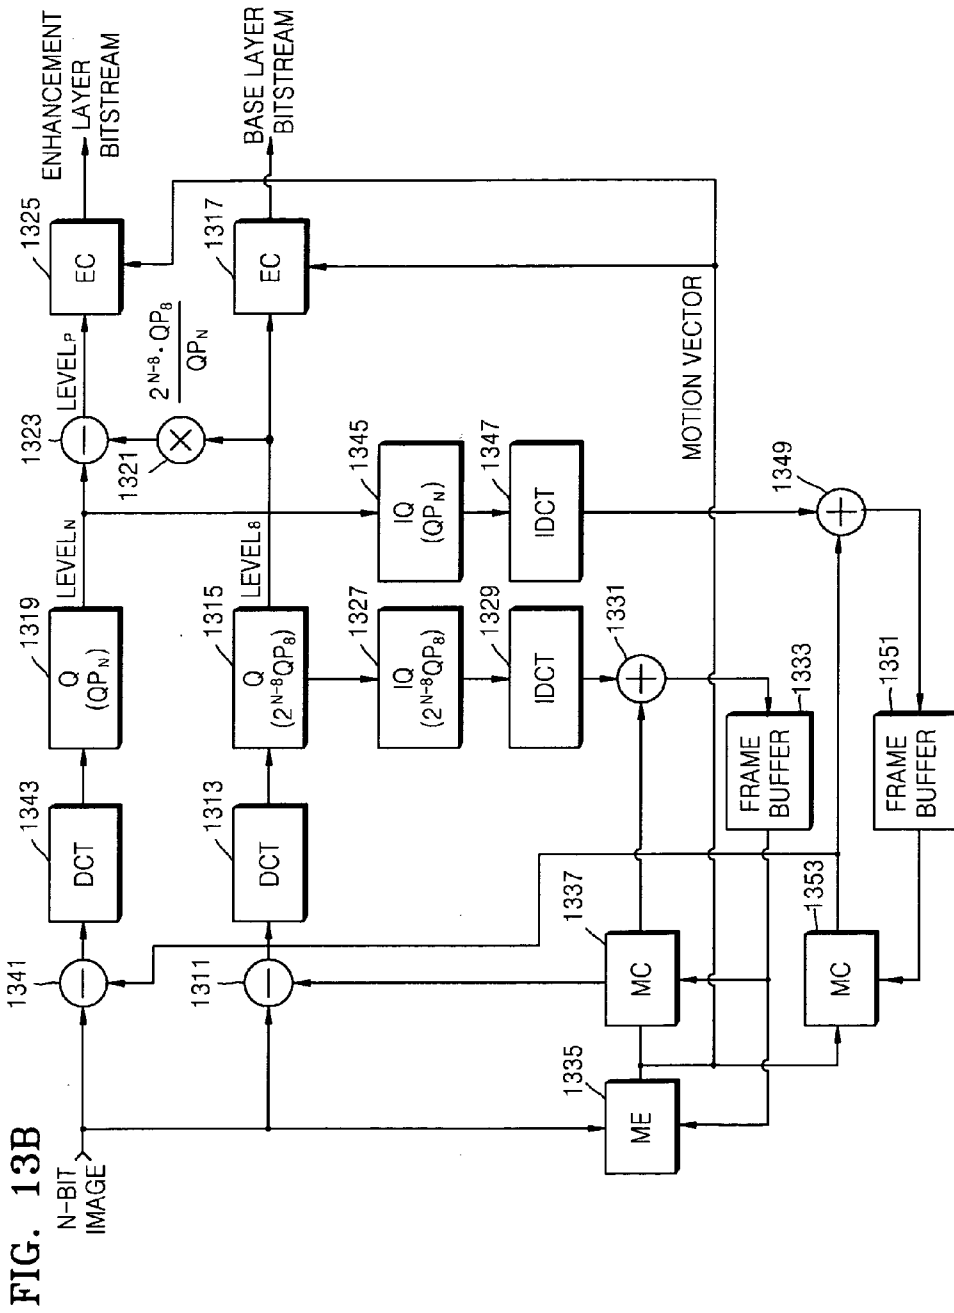 FIG. 13B
N-BIT
IMAGE
1341
1343
DCT
1319
Q
(QPN)
LEVELN
1323
LEVELP
1325
EC
ENHANCEMENT
LAYER
BITSTREAM
1321
2N-8 · QP8
QPN
1311
1313
DCT
1315
Q
(2N-8QP8)
LEVEL8
1317
EC
BASE LAYER
BITSTREAM
1327
IQ
(2N-8QP8)
1345
IQ
(QPN)
1329
IDCT
1347
IDCT
1335
ME
1337
MC
1331
MOTION VECTOR
1333
FRAME
BUFFER
1349
1353
MC
1351
FRAME
BUFFER